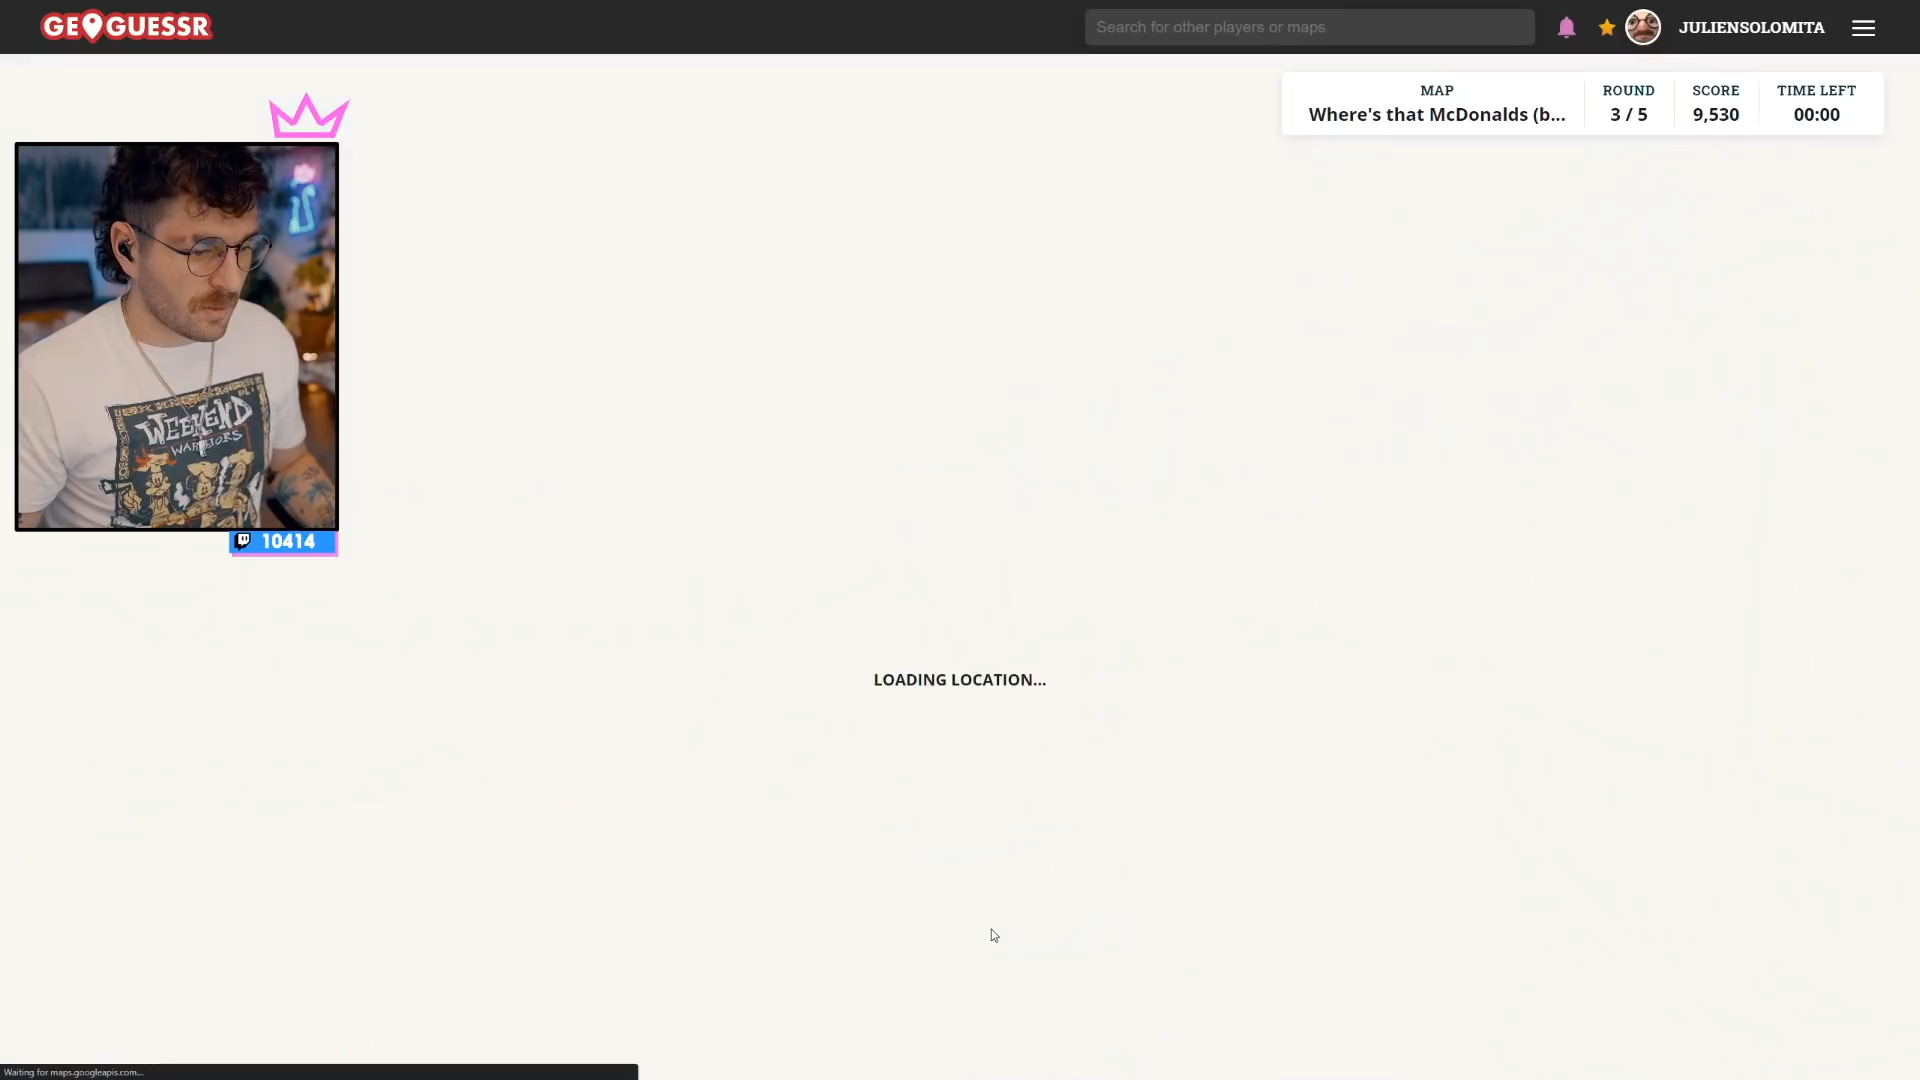 GEOGUESSR
Search for other players or maps
JULIENSOLOMITA
MAP
Where's that McDonalds (b...
ROUND
3 / 5
SCORE
9,530
TIME LEFT
00:00
WEEKEND
WARRIORS
10414
LOADING LOCATION...
Waiting for maps.googleapis.com...